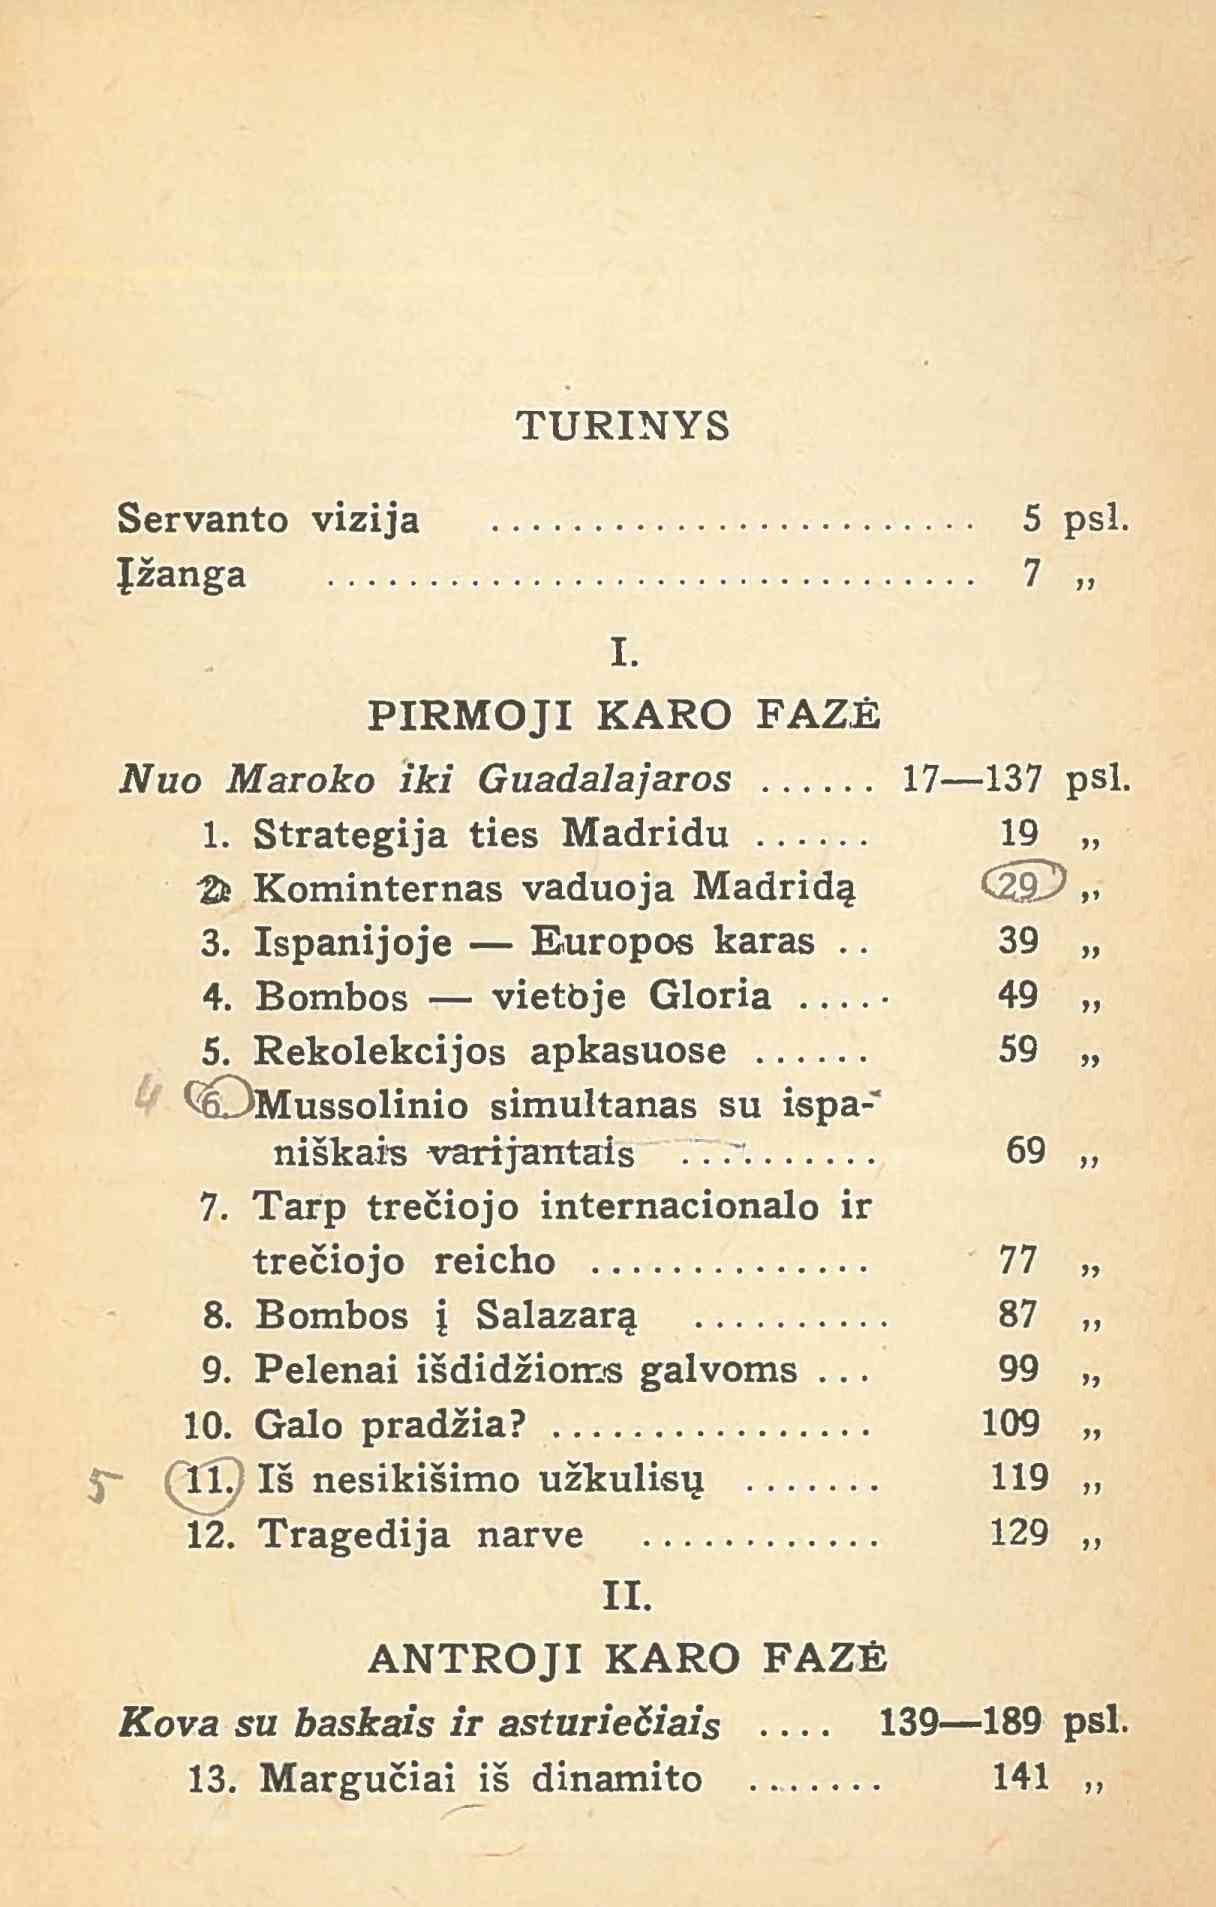 TURINYS
Servanto vizija ........................ 5 psl.
Įžanga ................................ 7 „
I.
PIRMOJI KARO FAZĖ
Nuo Maroko iki Guadalajaros ...... 17—137 psl.
1. Strategija ties Madridu ...... 19 „
2. Kominternas vaduoja Madridą 29 „
3. Ispanijoje — Europos karas .. 39 „
4. Bombos — vietoje Gloria ..... 49 „
5. Rekolekcijos apkasuose ...... 59 „
4 6. Mussolinio simultanas su ispa-
niškais varijantais .......... 69 „
7. Tarp trečiojo internacionalo ir
trečiojo reicho .............. 77 „
8. Bombos į Salazarą .......... 87 „
9. Pelenai išdidžioms galvoms ... 99 „
10. Galo pradžia? ................ 109 „
5 11. Iš nesikišimo užkulisų ....... 119 „
12. Tragedija narve ............ 129 „
II.
ANTROJI KARO FAZĖ
Kova su baskais ir asturiečiais .... 139—189 psl.
13. Margučiai iš dinamito ....... 141 „